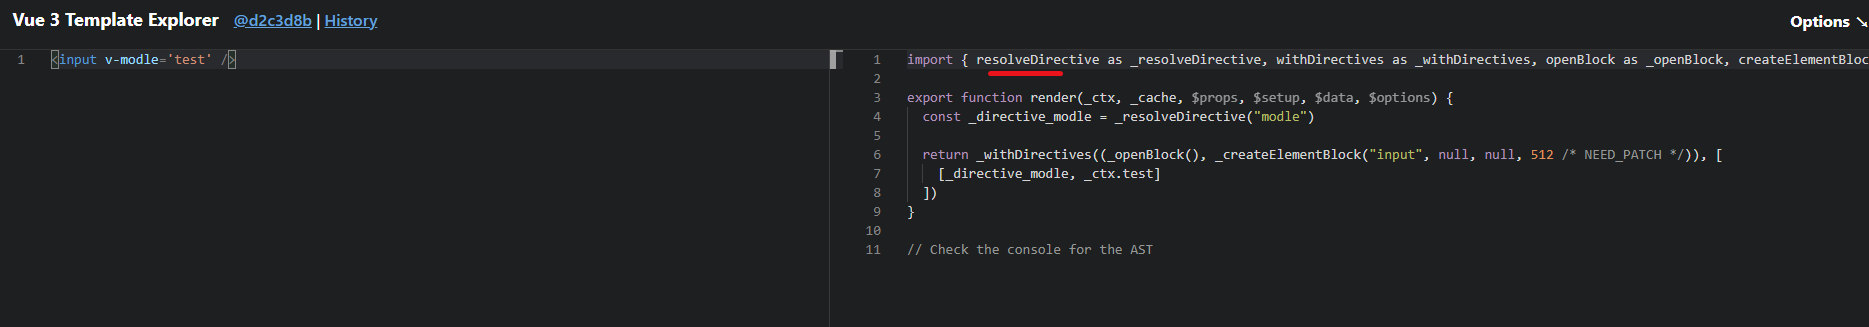 Vue 3 Template Explorer @d2c3d8b | History Options ↘
1 <input v-modle='test' />
1 import { resolveDirective as _resolveDirective, withDirectives as _withDirectives, openBlock as _openBlock, createElementBloc
2
3 export function render(_ctx, _cache, $props, $setup, $data, $options) {
4 const _directive_modle = _resolveDirective("modle")
5
6 return _withDirectives((_openBlock(), _createElementBlock("input", null, null, 512 /* NEED_PATCH */)), [
7 [_directive_modle, _ctx.test]
8 ])
9 }
10
11 // Check the console for the AST